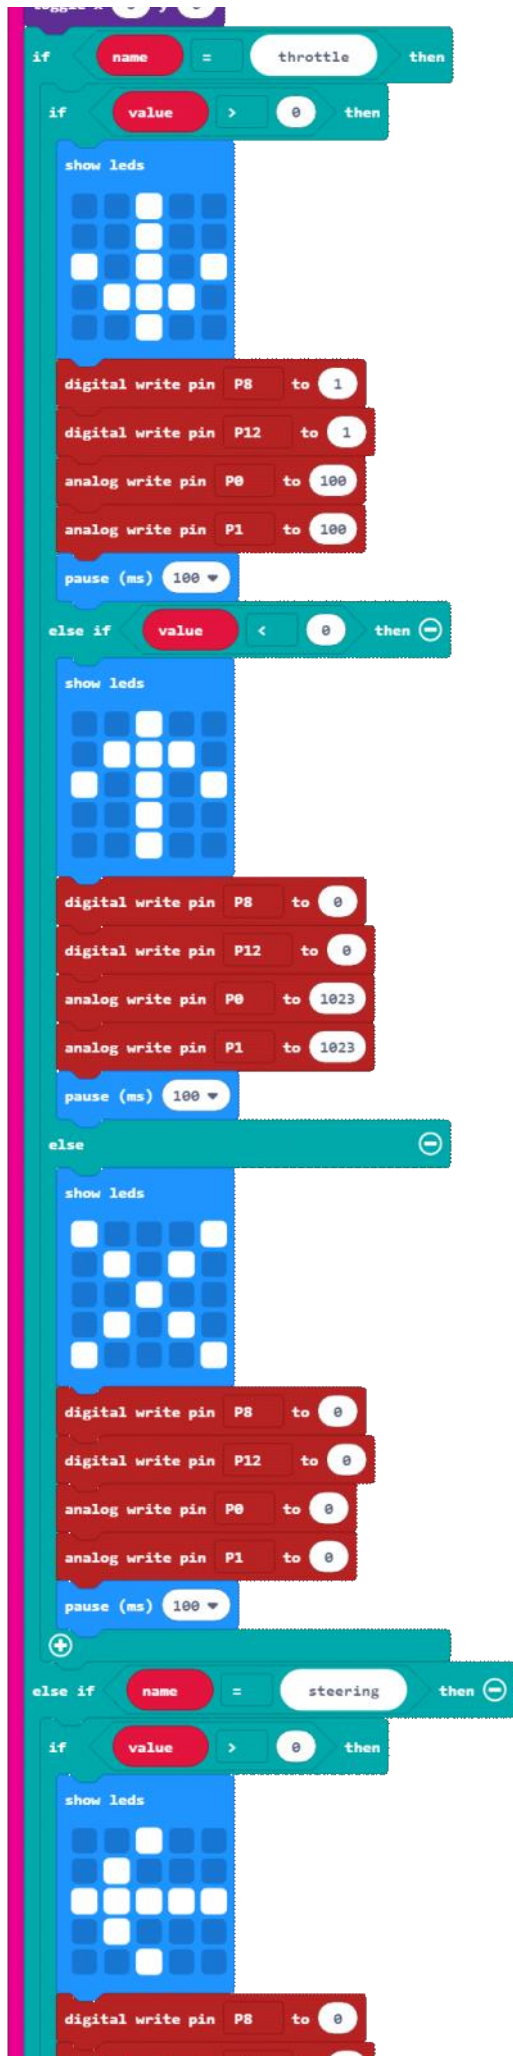 if name = throttle then
if value > 0 then
show leds
digital write pin P8 to 1
digital write pin P12 to 1
analog write pin P0 to 100
analog write pin P1 to 100
pause (ms) 100
else if value < 0 then
show leds
digital write pin P8 to 0
digital write pin P12 to 0
analog write pin P0 to 1023
analog write pin P1 to 1023
pause (ms) 100
else
show leds
digital write pin P8 to 0
digital write pin P12 to 0
analog write pin P0 to 0
analog write pin P1 to 0
pause (ms) 100
else if name = steering then
if value > 0 then
show leds
digital write pin P8 to 0